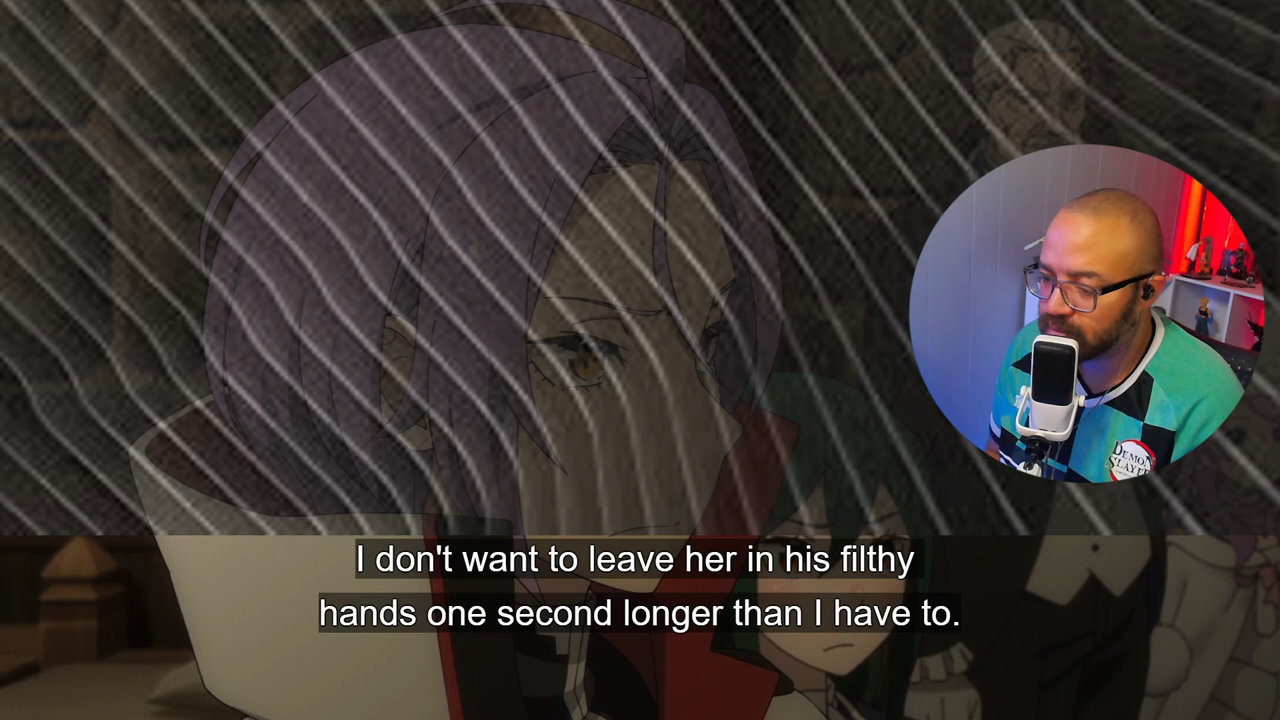 I don't want to leave her in his filthy
hands one second longer than I have to.
DEMON
SLAYER